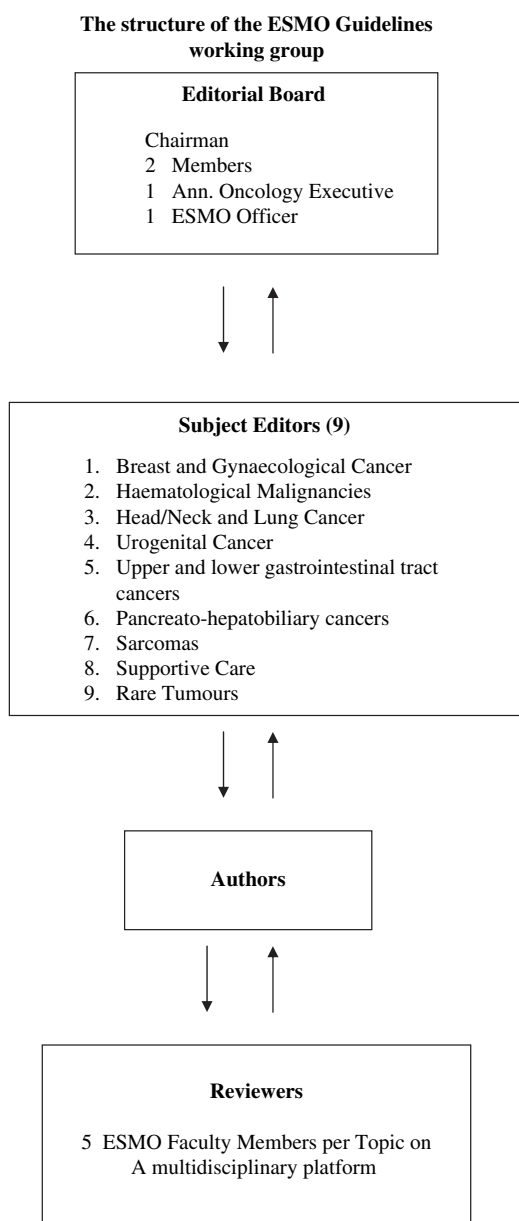 The structure of the ESMO Guidelines
working group
Editorial Board
Chairman
2 Members
1 Ann. Oncology Executive
1 ESMO Officer
Subject Editors (9)
1. Breast and Gynaecological Cancer
2. Haematological Malignancies
3. Head/Neck and Lung Cancer
4. Urogenital Cancer
5. Upper and lower gastrointestinal tract
cancers
6. Pancreato-hepatobiliary cancers
7. Sarcomas
8. Supportive Care
9. Rare Tumours
Authors
Reviewers
5 ESMO Faculty Members per Topic on
A multidisciplinary platform